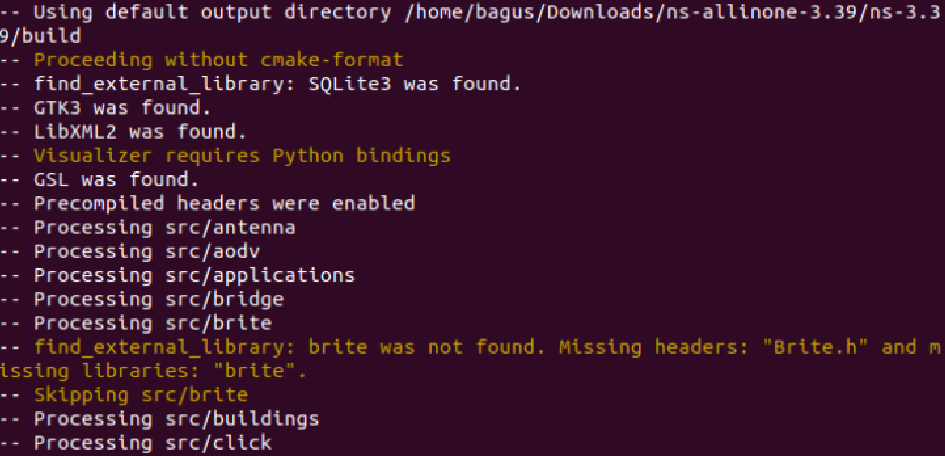 -- Using default output directory /home/bagus/Downloads/ns-allinone-3.39/ns-3.3
9/build
-- Proceeding without cmake-format
-- find_external_library: SQLite3 was found.
-- GTK3 was found.
-- LibXML2 was found.
-- Visualizer requires Python bindings
-- GSL was found.
-- Precompiled headers were enabled
-- Processing src/antenna
-- Processing src/aodv
-- Processing src/applications
-- Processing src/bridge
-- Processing src/brite
-- find_external_library: brite was not found. Missing headers: "Brite.h" and m
issing libraries: "brite".
-- Skipping src/brite
-- Processing src/buildings
-- Processing src/click